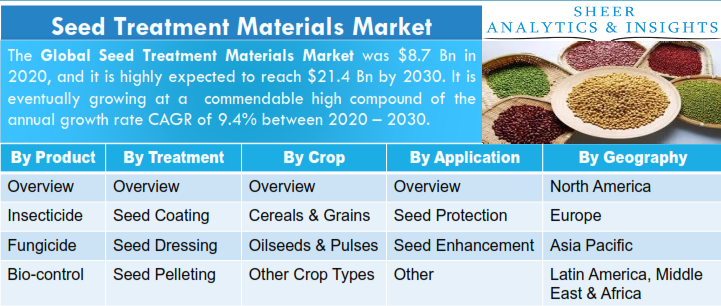 Seed Treatment Materials Market
SHEER
ANALYTICS & INSIGHTS
The Global Seed Treatment Materials Market was $8.7 Bn in
2020, and it is highly expected to reach $21.4 Bn by 2030. It is
eventually growing at a commendable high compound of the
annual growth rate CAGR of 9.4% between 2020 – 2030.
By Product By Treatment By Crop By Application By Geography
Overview Overview Overview Overview North America
Insecticide Seed Coating Cereals & Grains Seed Protection Europe
Fungicide Seed Dressing Oilseeds & Pulses Seed Enhancement Asia Pacific
Bio-control Seed Pelleting Other Crop Types Other Latin America, Middle
East & Africa